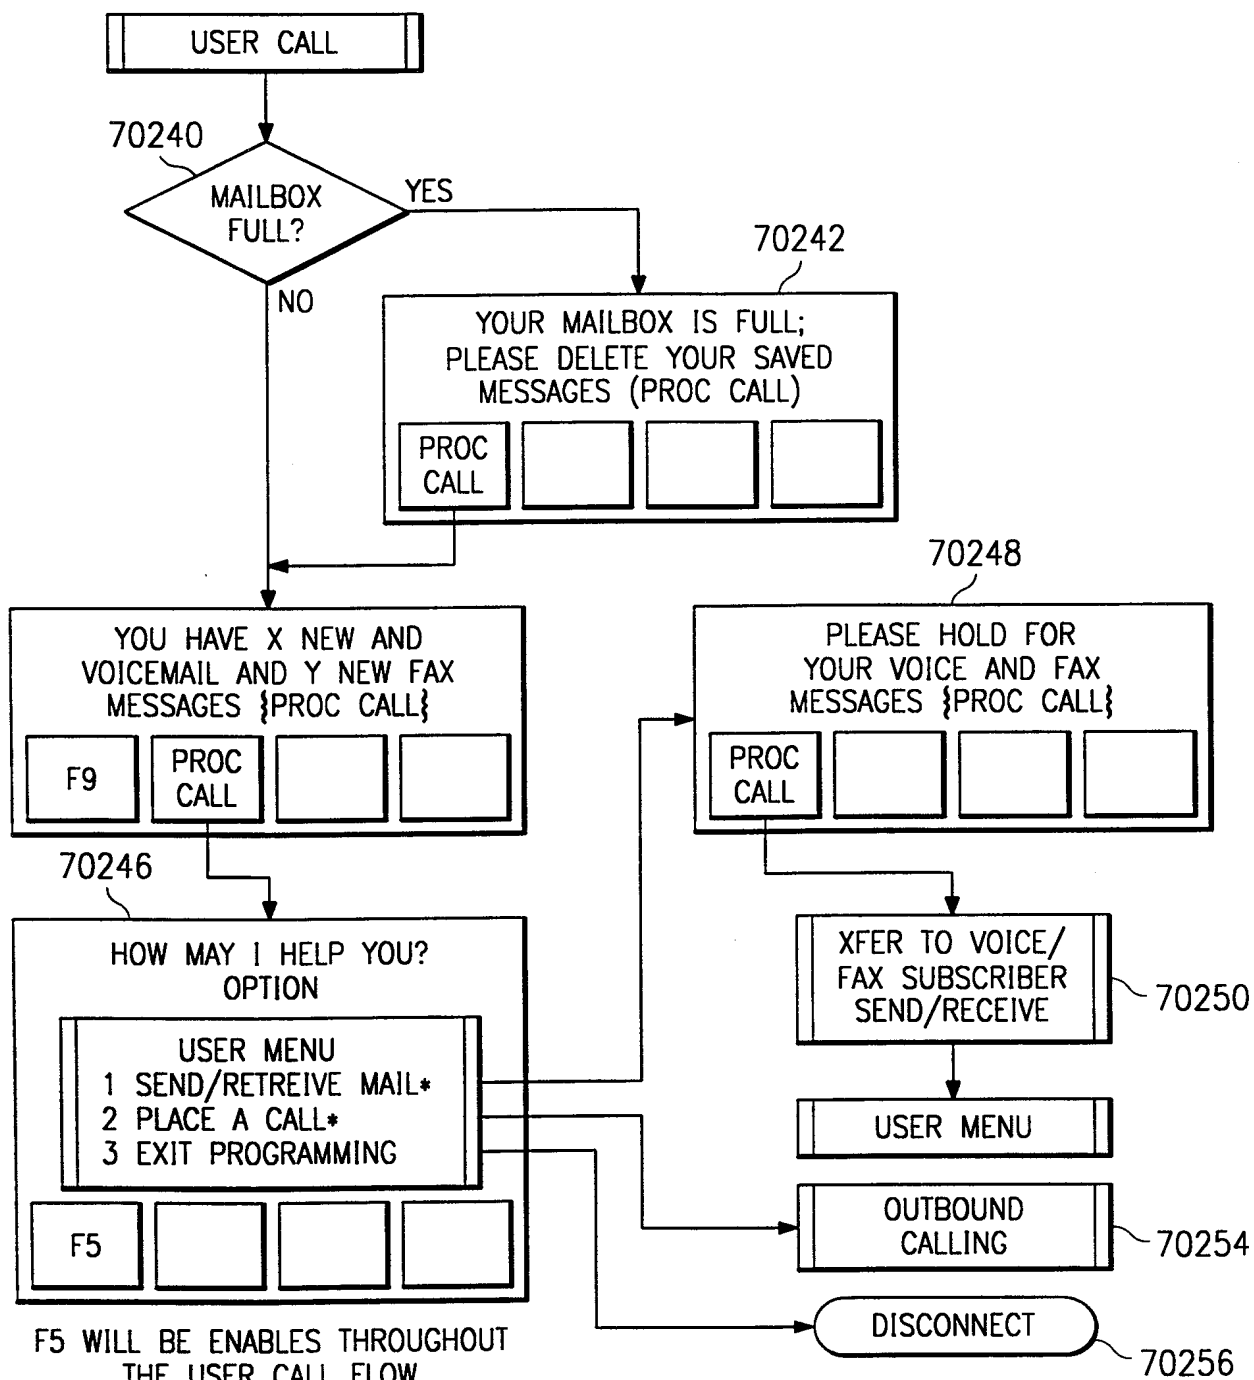 USER CALL
70240
MAILBOX
FULL?
YES
NO
70242
YOUR MAILBOX IS FULL;
PLEASE DELETE YOUR SAVED
MESSAGES (PROC CALL)
PROC
CALL
YOU HAVE X NEW AND
VOICEMAIL AND Y NEW FAX
MESSAGES {PROC CALL}
F9
PROC
CALL
70248
PLEASE HOLD FOR
YOUR VOICE AND FAX
MESSAGES {PROC CALL}
PROC
CALL
70246
HOW MAY I HELP YOU?
OPTION
USER MENU
1 SEND/RETREIVE MAIL*
2 PLACE A CALL*
3 EXIT PROGRAMMING
F5
XFER TO VOICE/
FAX SUBSCRIBER
SEND/RECEIVE
70250
USER MENU
OUTBOUND
CALLING
70254
DISCONNECT
70256
F5 WILL BE ENABLES THROUGHOUT
THE USER CALL FLOW